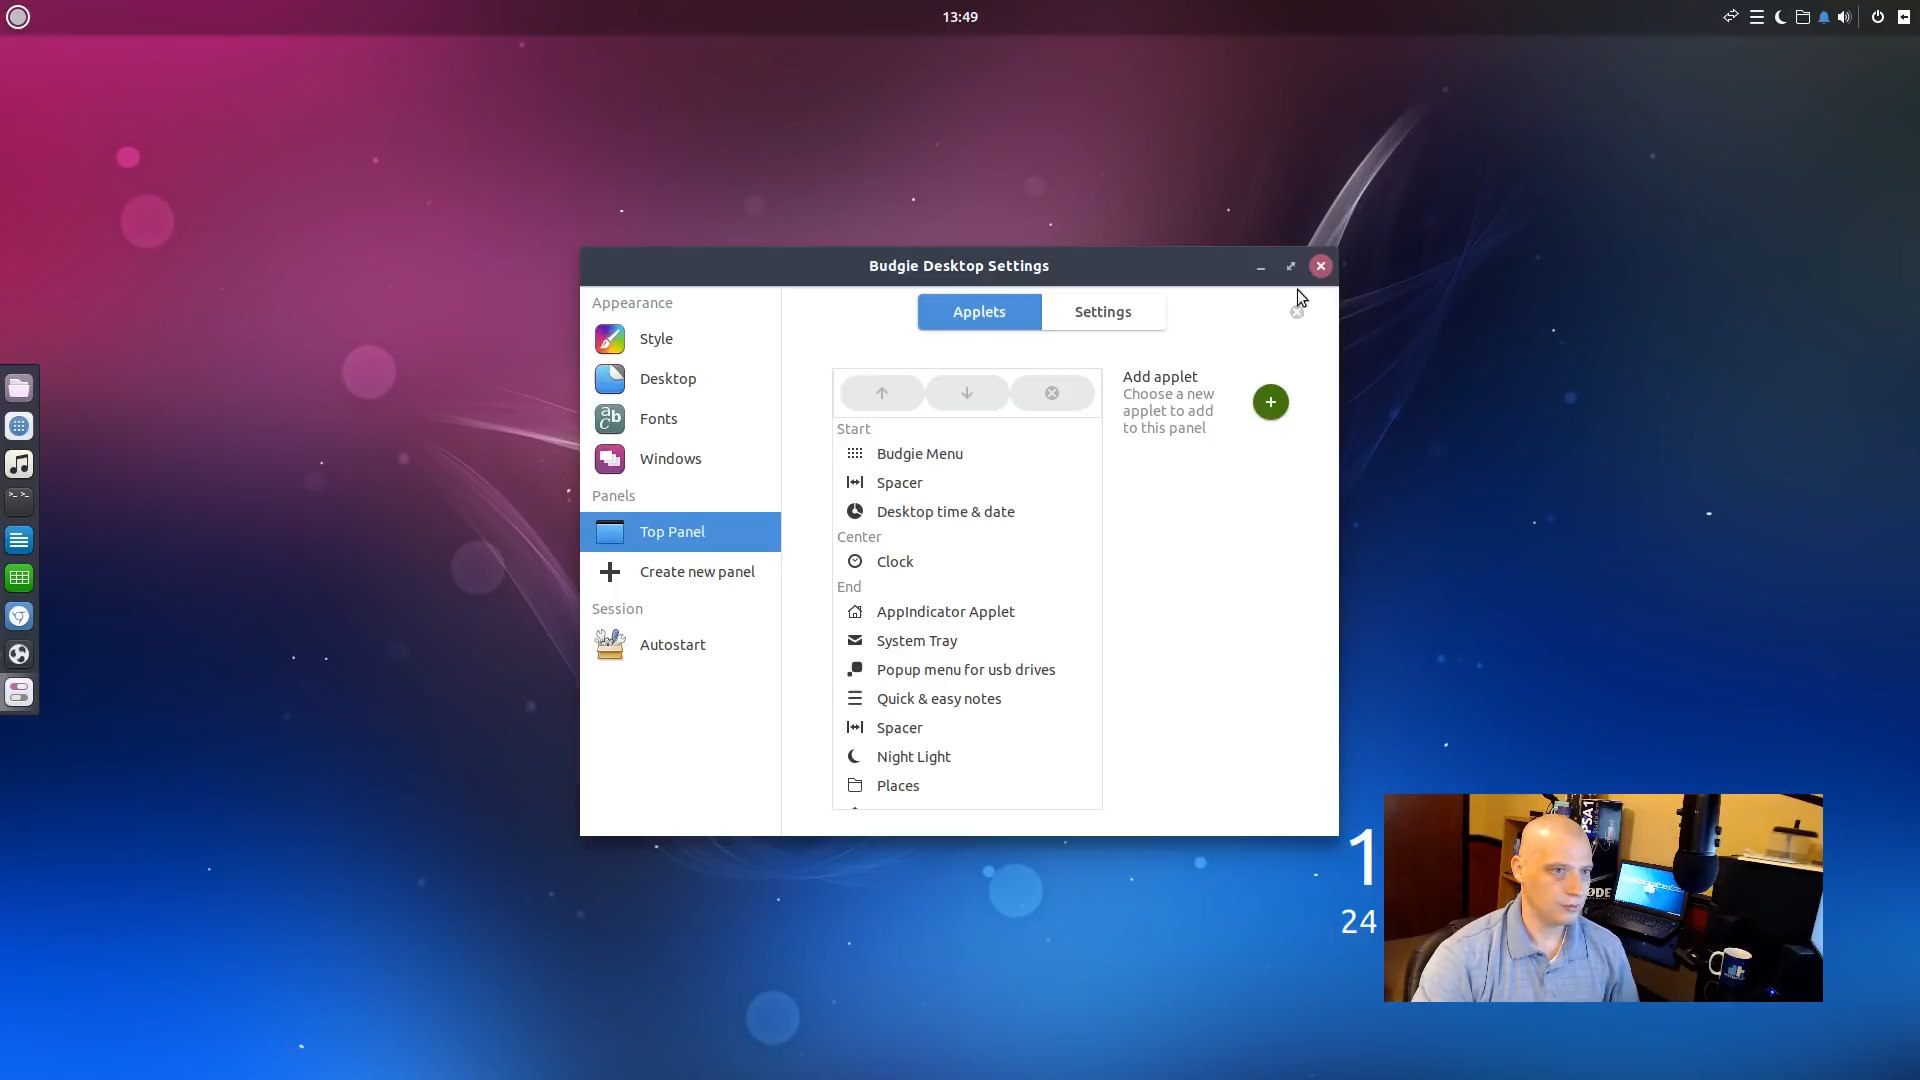 13:49
Budgie Desktop Settings
Appearance
Style
Desktop
Fonts
Windows
Panels
Top Panel
Create new panel
Session
Autostart
Applets
Settings
Start
Budgie Menu
Spacer
Desktop time & date
Center
Clock
End
AppIndicator Applet
System Tray
Popup menu for usb drives
Quick & easy notes
Spacer
Night Light
Places
Add applet
Choose a new
applet to add
to this panel
1
24
PSA1